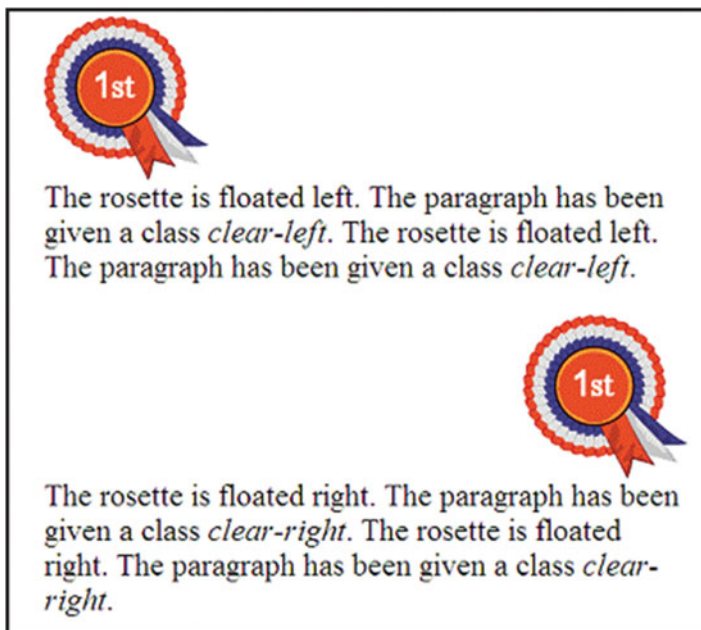 1st
The rosette is floated left. The paragraph has been
given a class clear-left. The rosette is floated left.
The paragraph has been given a class clear-left.
1st
The rosette is floated right. The paragraph has been
given a class clear-right. The rosette is floated
right. The paragraph has been given a class clear-
right.